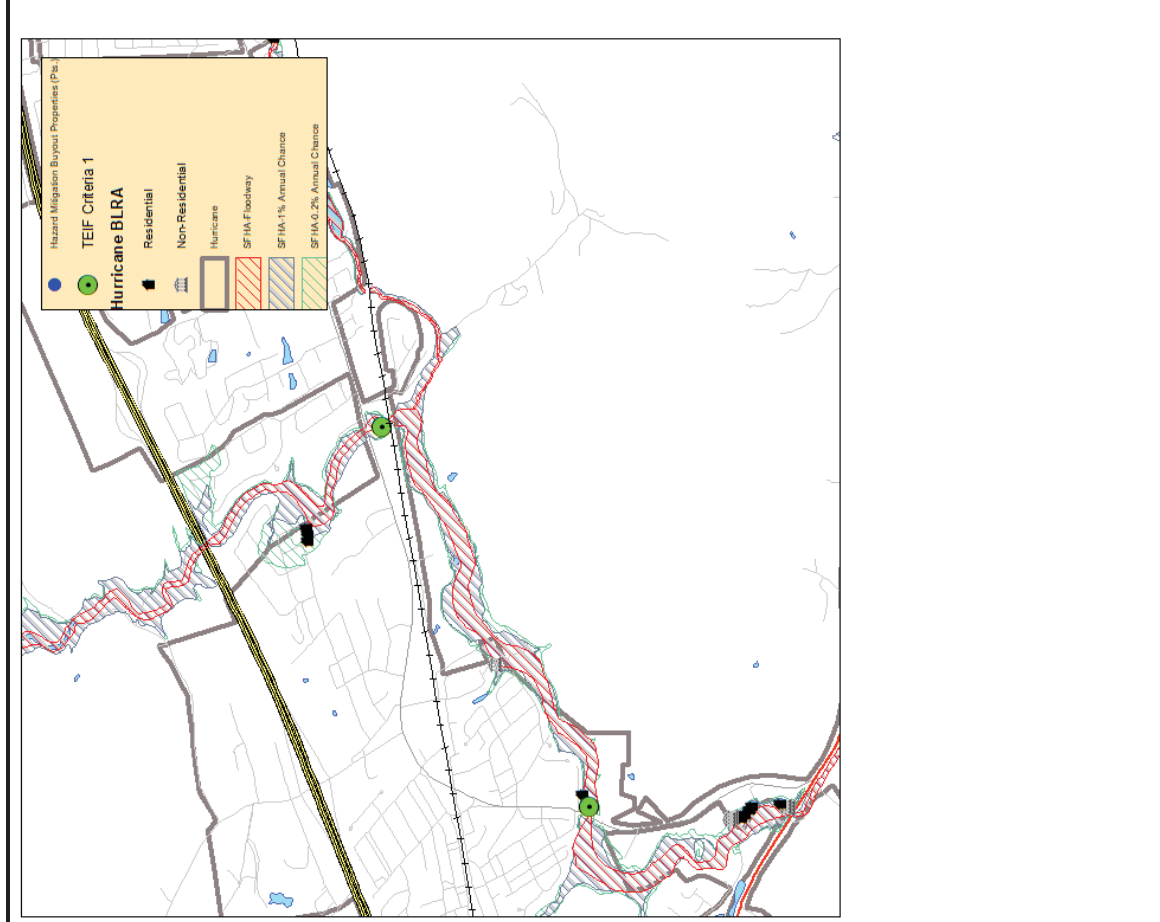 Hazard Mitigation Buyout Properties (Pts.)
TEIF Criteria 1
Hurricane BLRA
Residential
Non-Residential
Hurricane
SFHA-Floodway
SFHA-1% Annual Chance
SFHA-0.2% Annual Chance